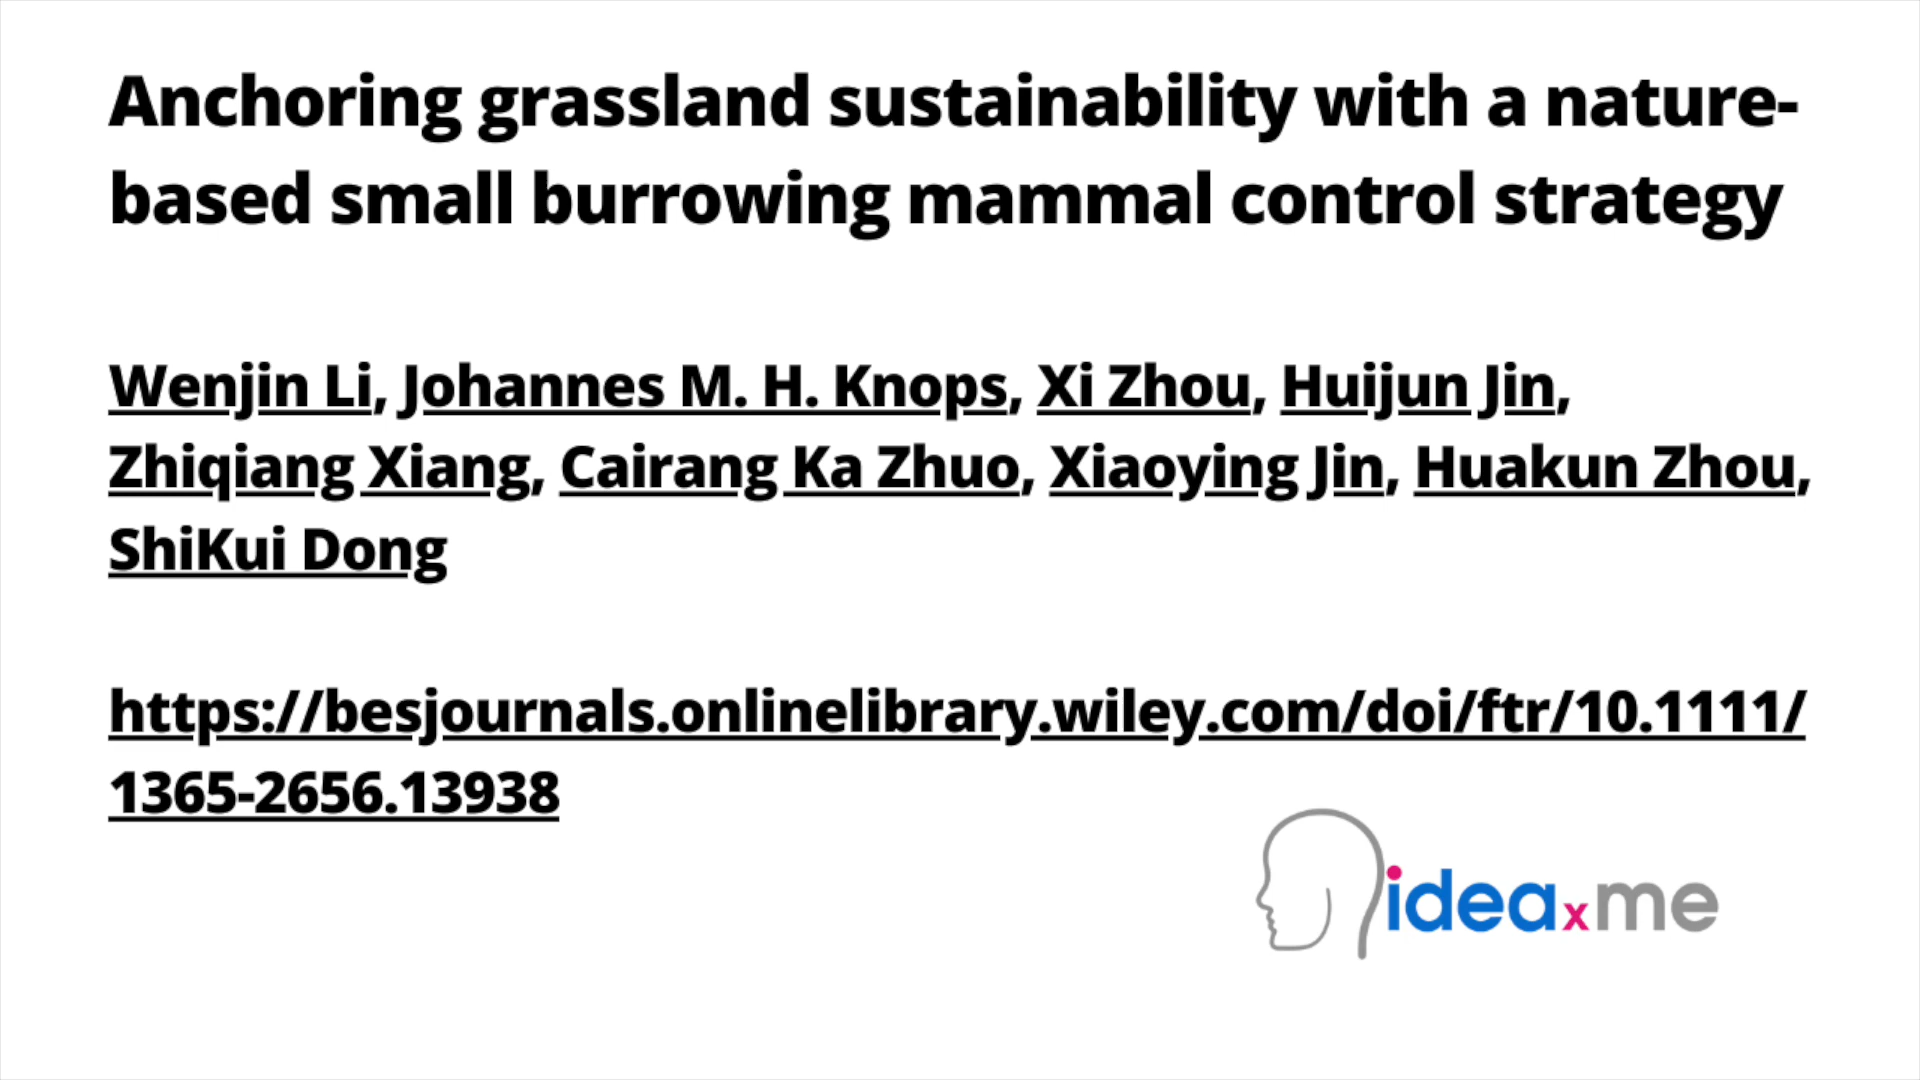 Anchoring grassland sustainability with a nature-
based small burrowing mammal control strategy
Wenjin Li, Johannes M. H. Knops, Xi Zhou, Huijun Jin,
Zhiqiang Xiang, Cairang Ka Zhuo, Xiaoying Jin, Huakun Zhou,
ShiKui Dong
https://besjournals.onlinelibrary.wiley.com/doi/ftr/10.1111/
1365-2656.13938
ideaxme